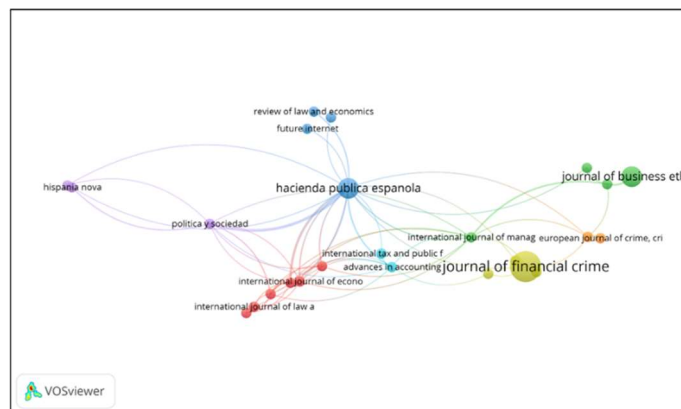 review of law and economics
future internet
hispania nova
hacienda publica espanola
journal of business eth
politica y sociedad
international journal of manag
european journal of crime, cri
international tax and public f
advances in accounting
journal of financial crime
international journal of econo
international journal of law a
VOSviewer